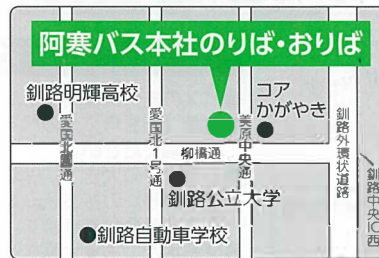 阿寒バス本社のりば・おりば
釧路明輝高校
コア
かがやき
愛国北園通
愛国1号通
美原中央通
釧路外環状道路
柳橋通
釧路中央IC西
釧路公立大学
釧路自動車学校